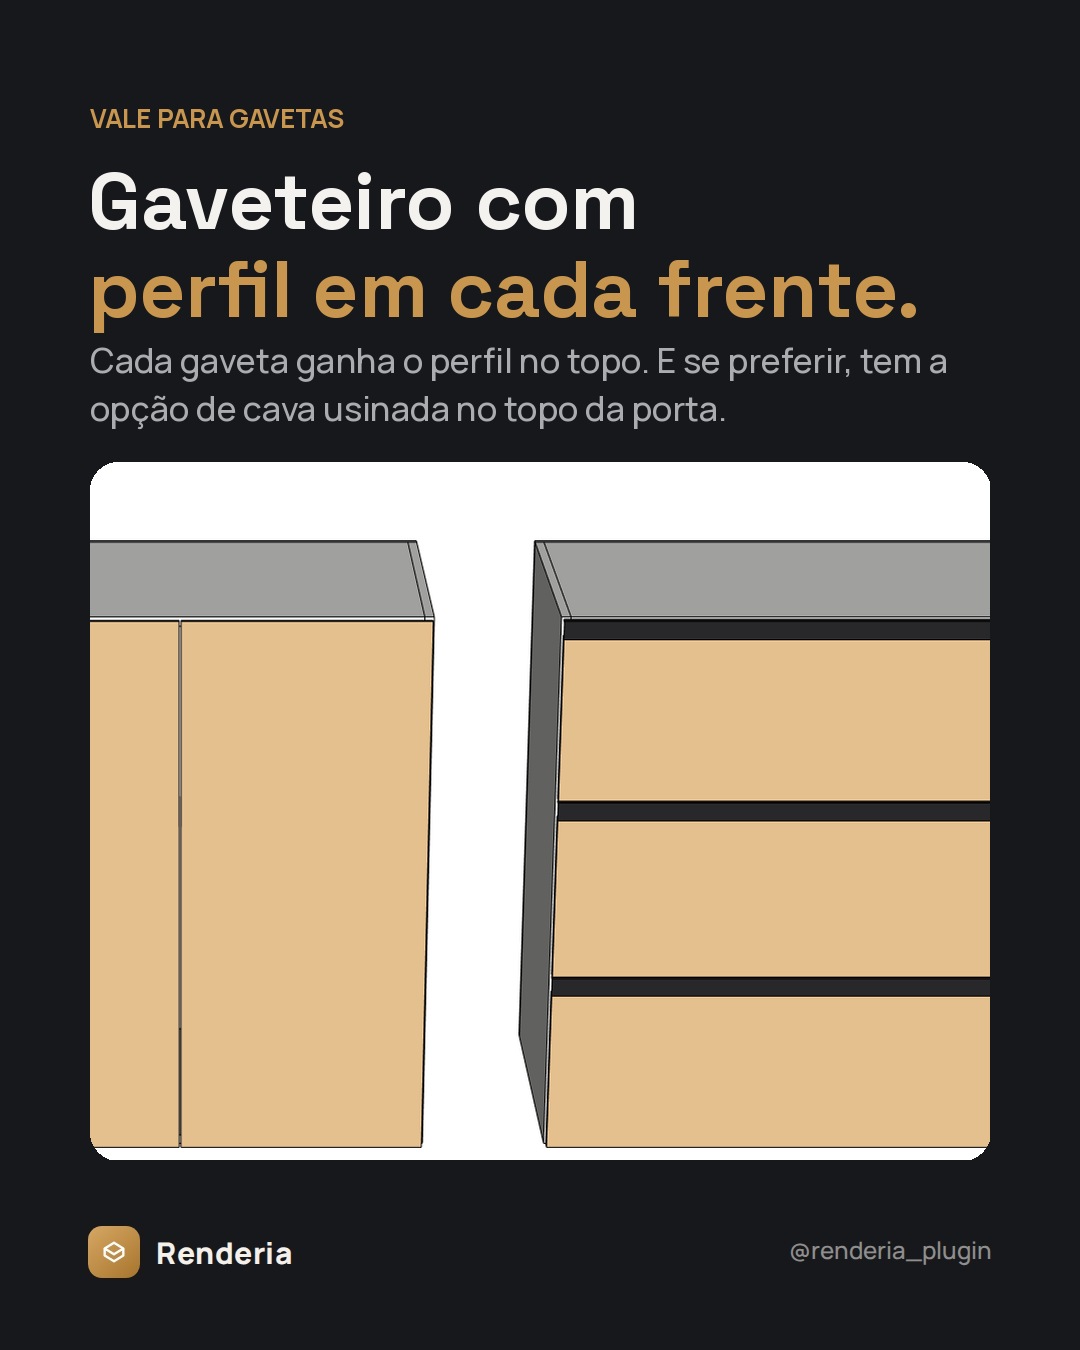 VALE PARA GAVETAS
Gaveteiro com
perfil em cada frente.
Cada gaveta ganha o perfil no topo. E se preferir, tem a
opção de cava usinada no topo da porta.
Renderia
@renderia_plugin